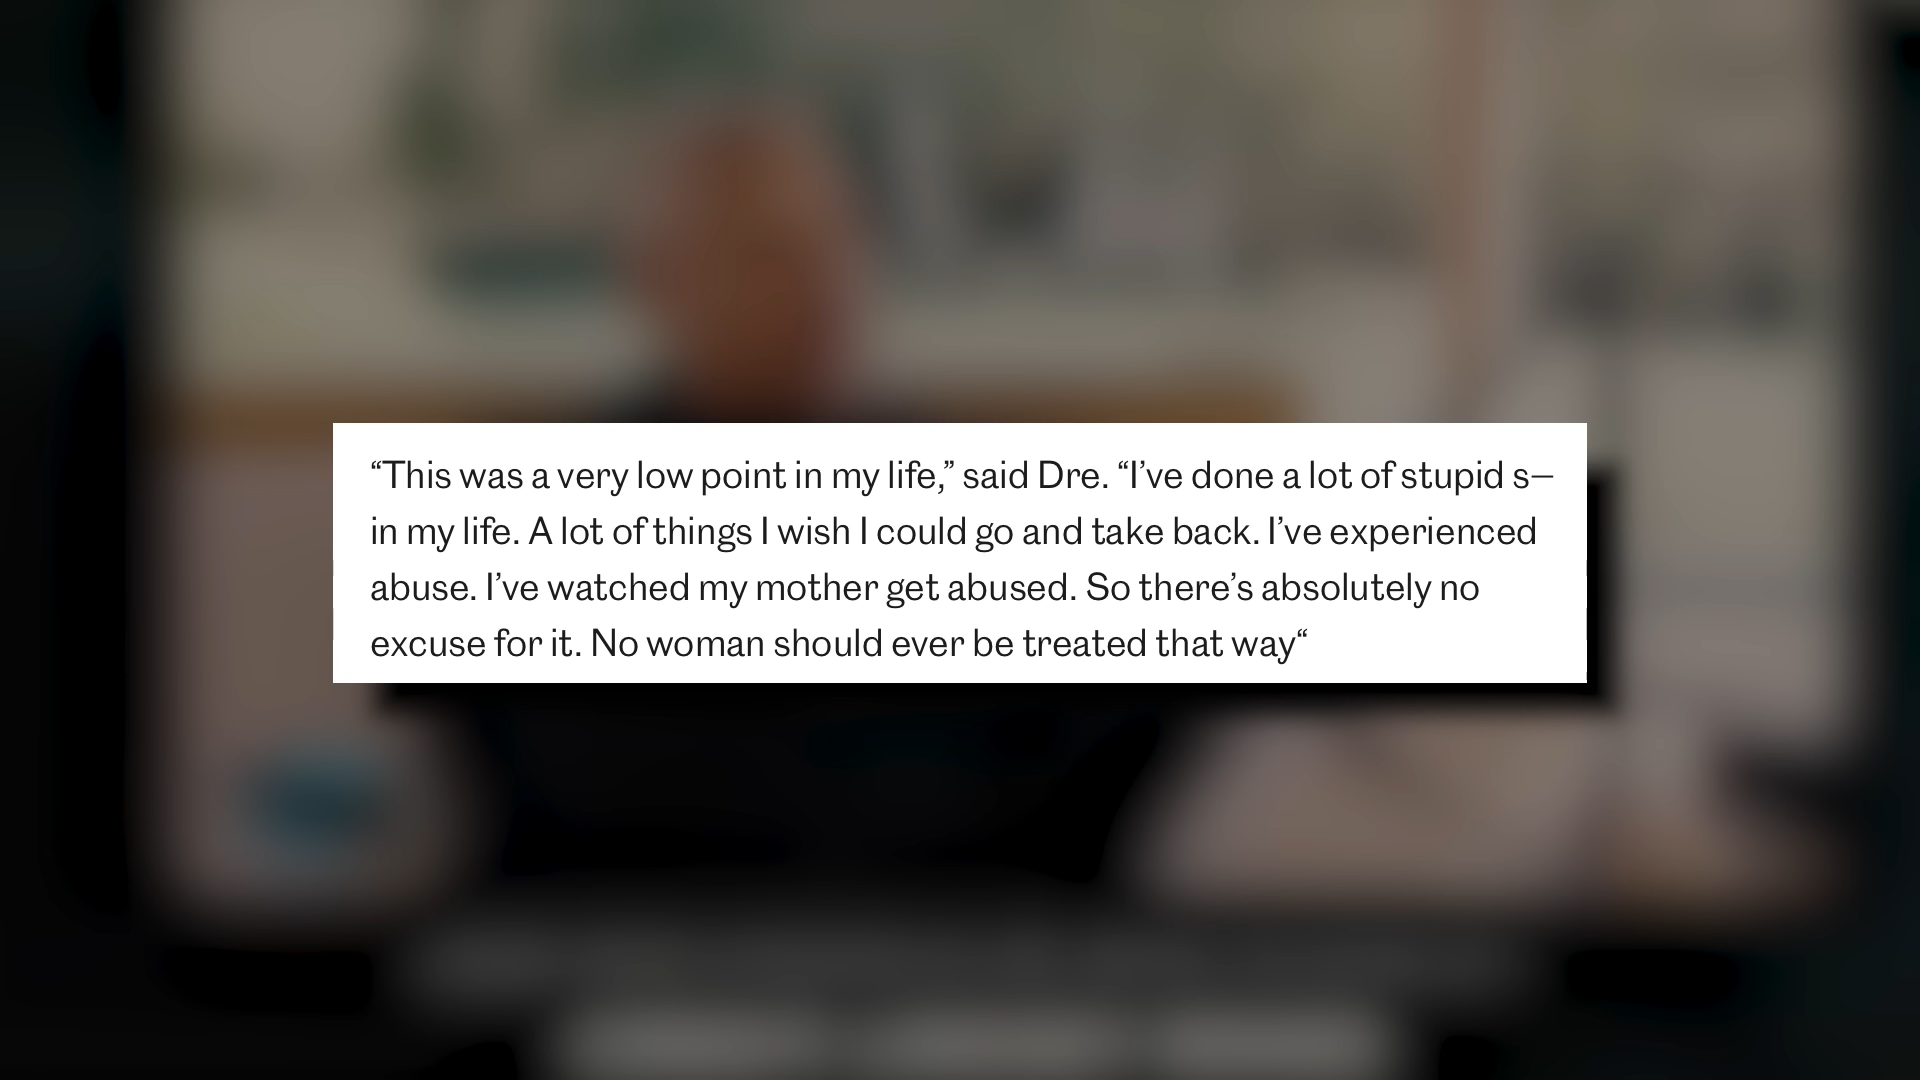 “This was a very low point in my life,” said Dre. “I’ve done a lot of stupid s—
in my life. A lot of things I wish I could go and take back. I’ve experienced
abuse. I’ve watched my mother get abused. So there’s absolutely no
excuse for it. No woman should ever be treated that way“